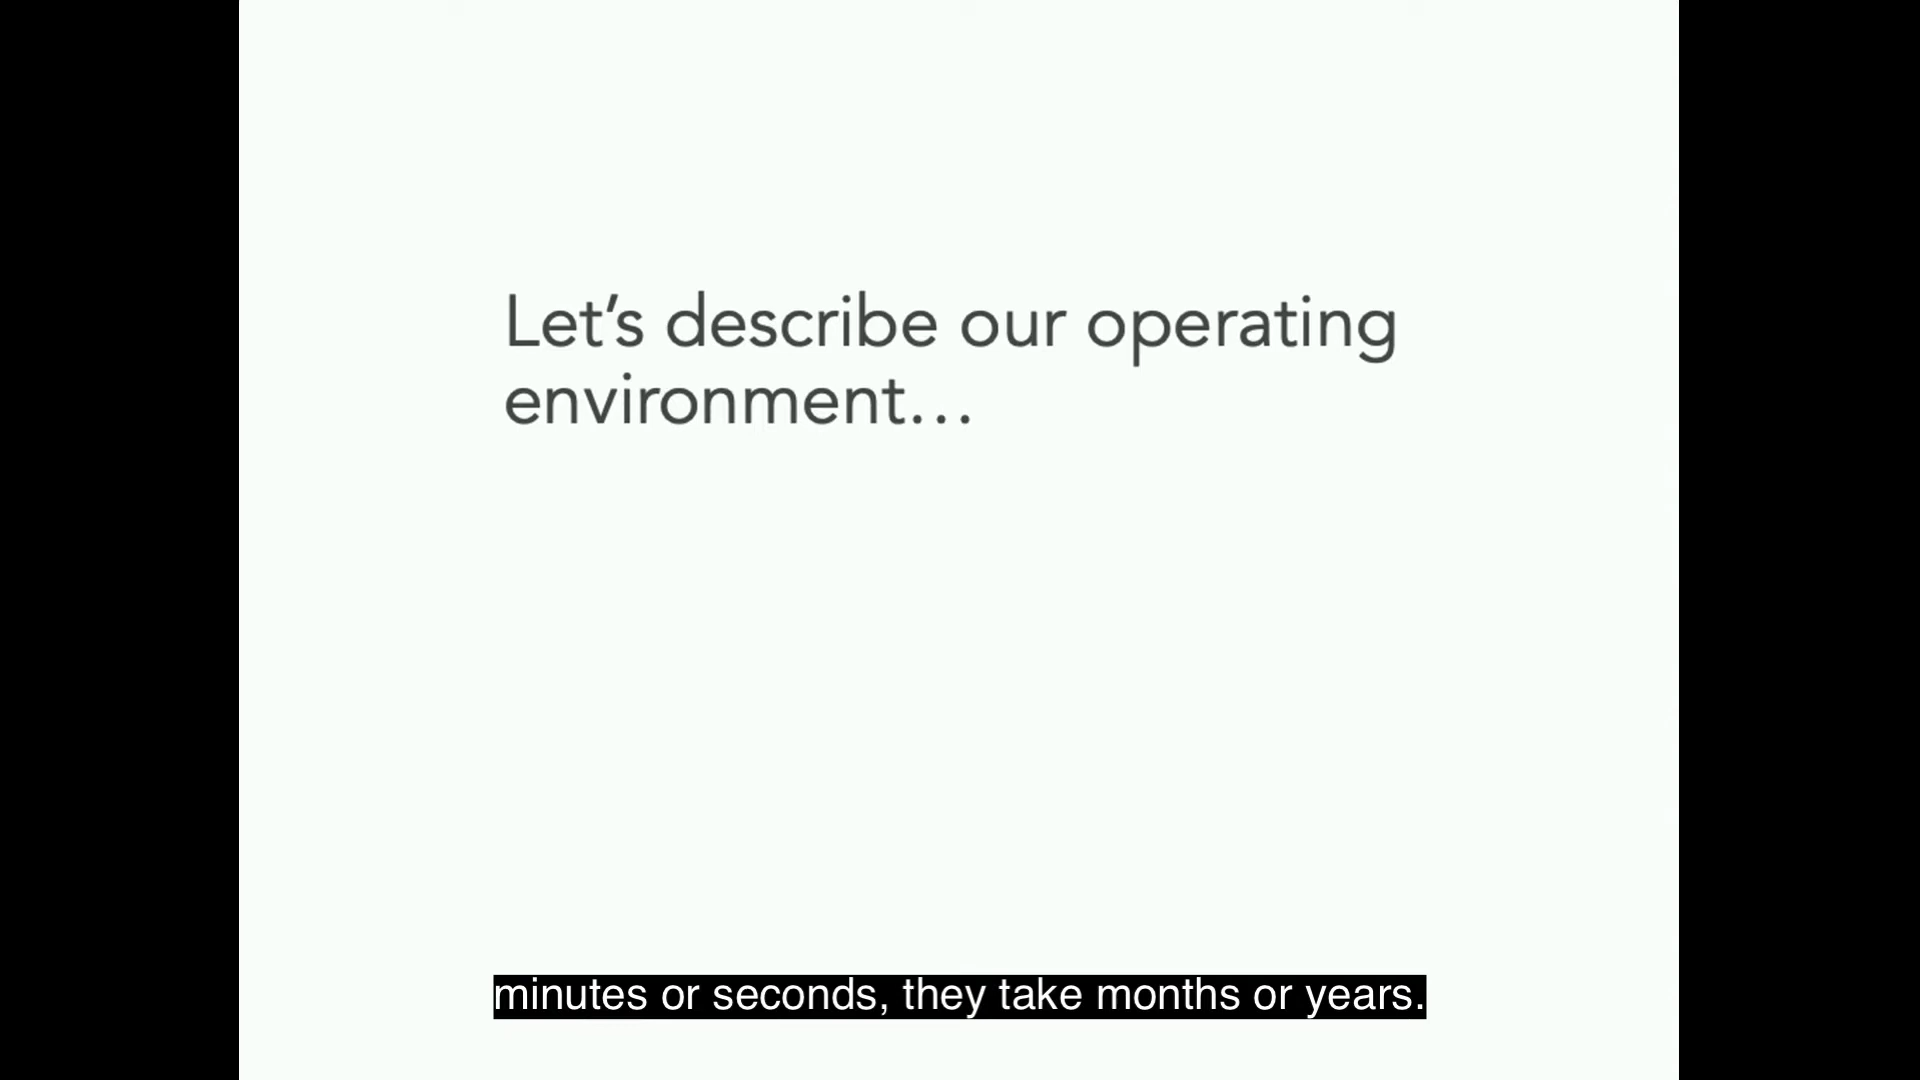 Let’s describe our operating
environment…
minutes or seconds, they take months or years.